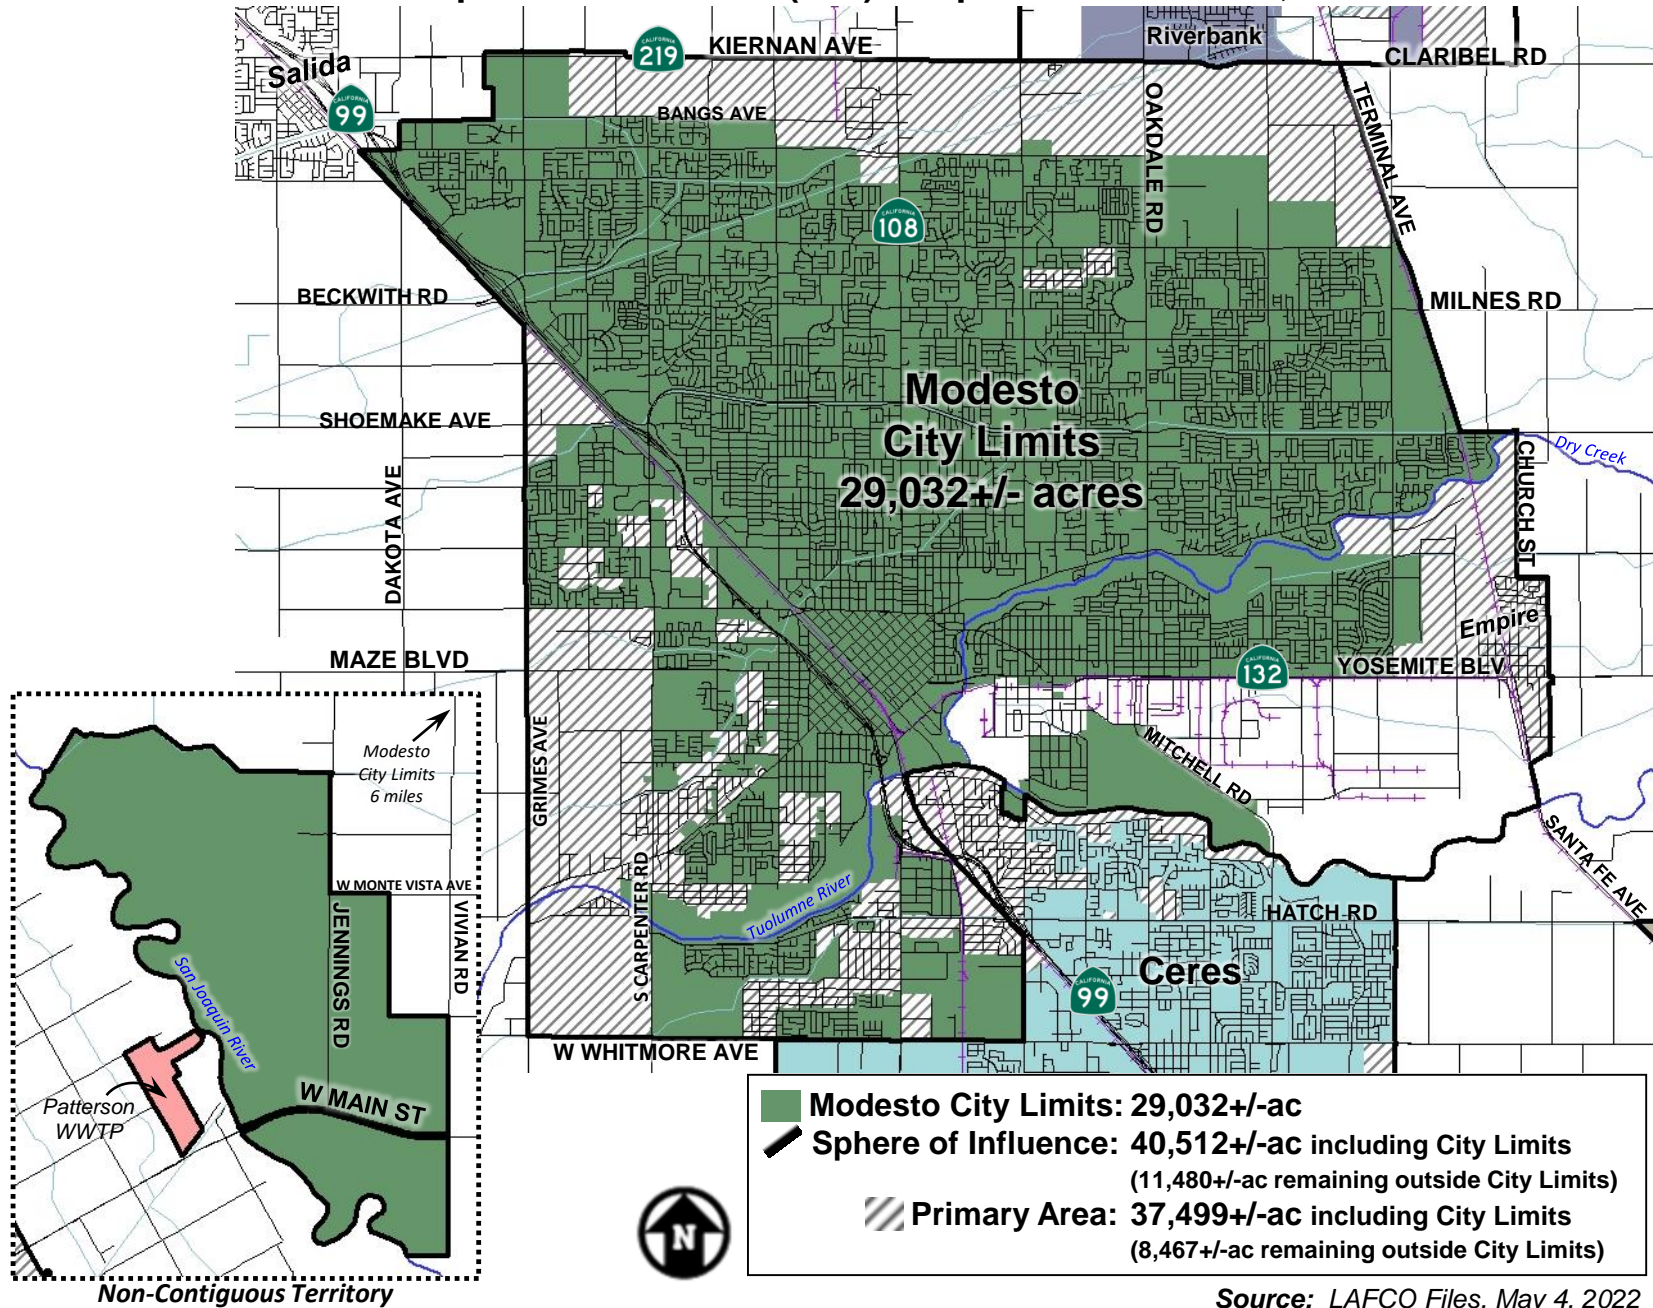 KIERNAN AVE
CALIFORNIA
219
Riverbank
CLARIBEL RD
Salida
CALIFORNIA
99
BANGS AVE
OAKDALE RD
TERMINAL AVE
CALIFORNIA
108
BECKWITH RD
MILNES RD
Modesto
City Limits
29,032+/- acres
SHOEMAKE AVE
DAKOTA AVE
CHURCH ST
Dry Creek
Empire
MAZE BLVD
CALIFORNIA
132
YOSEMITE BLV
GRIMES AVE
MITCHELL RD
SANTA FE AVE
S CARPENTER RD
Tuolumne River
HATCH RD
Ceres
CALIFORNIA
99
W WHITMORE AVE
Modesto
City Limits
6 miles
W MONTE VISTA AVE
JENNINGS RD
VIVIAN RD
San Joaquin River
W MAIN ST
Patterson
WWTP
Non-Contiguous Territory
N
Modesto City Limits: 29,032+/-ac
Sphere of Influence: 40,512+/-ac including City Limits
(11,480+/-ac remaining outside City Limits)
Primary Area: 37,499+/-ac including City Limits
(8,467+/-ac remaining outside City Limits)
Source: LAFCO Files, May 4, 2022